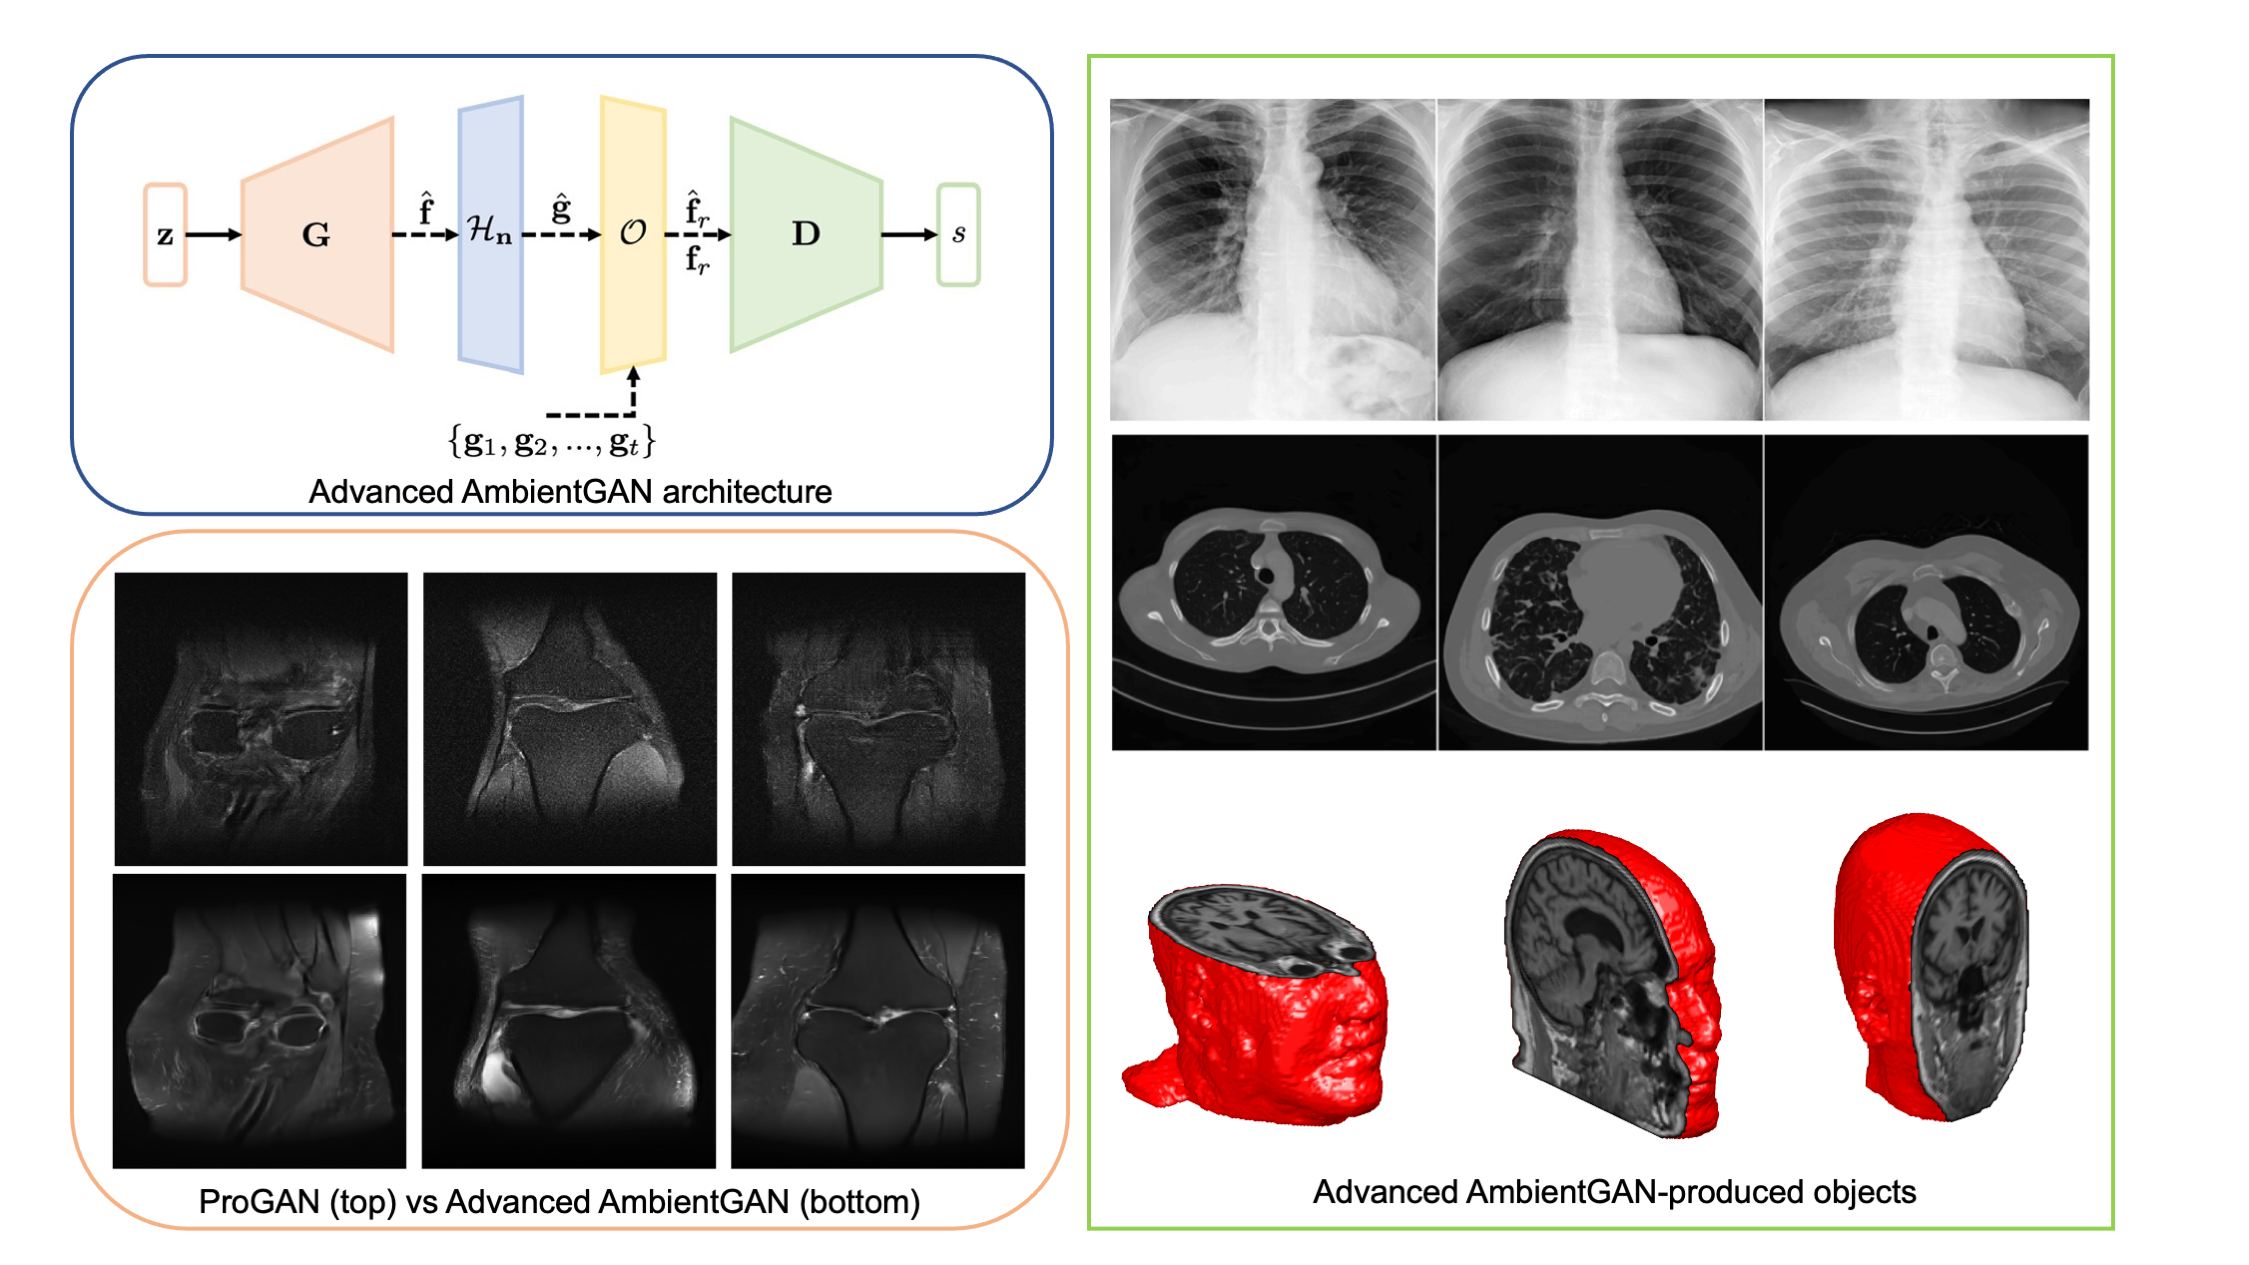 z
G
f̂
ℋₙ
ĝ
𝒪
f̂ᵣ
fᵣ
D
s
{g₁, g₂, ..., gₜ}
Advanced AmbientGAN architecture
ProGAN (top) vs Advanced AmbientGAN (bottom)
Advanced AmbientGAN-produced objects